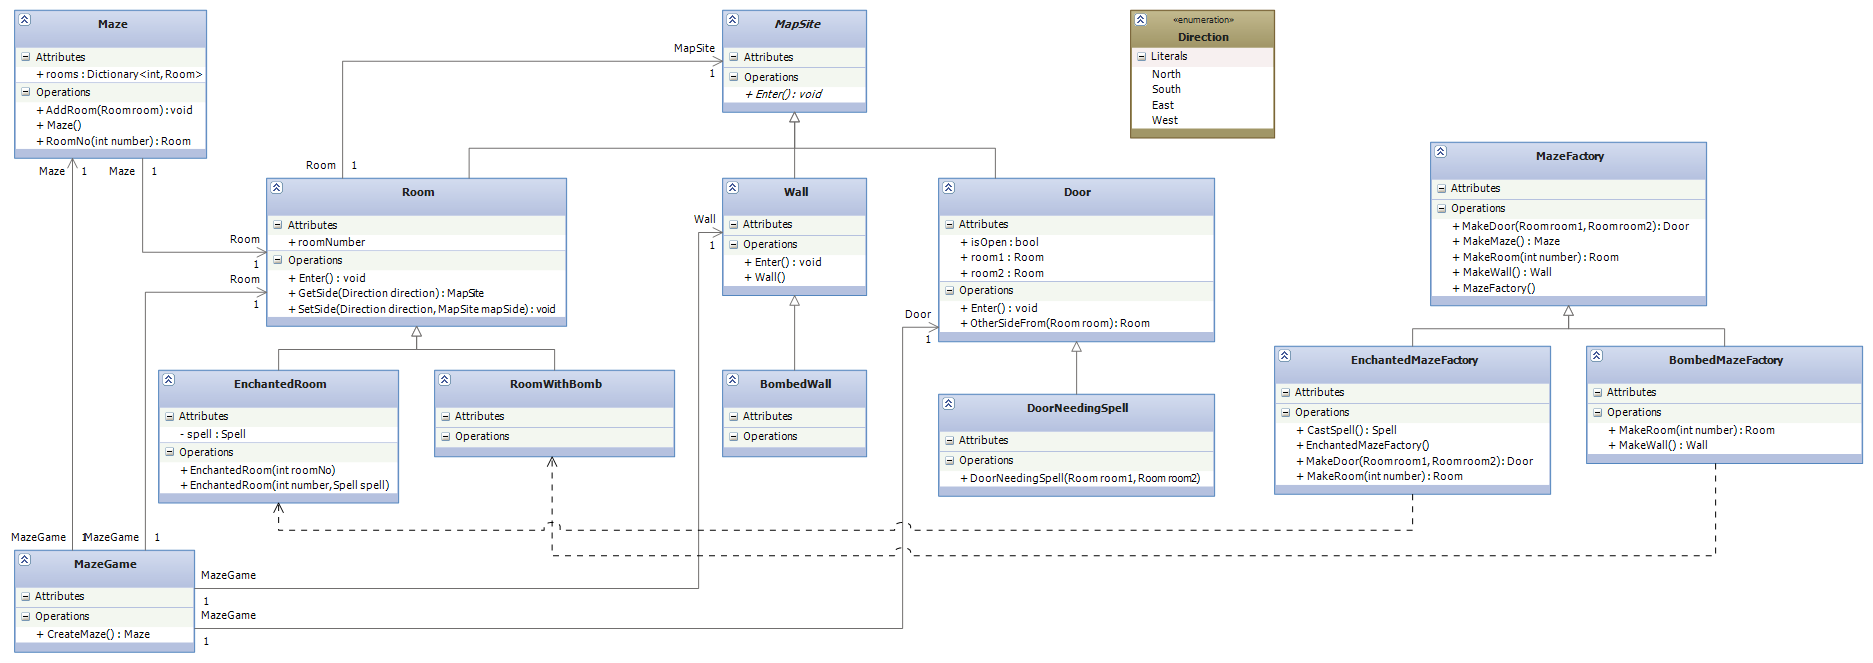 Maze
Attributes
+ rooms : Dictionary<int, Room>
Operations
+ AddRoom(Room room) : void
+ Maze()
+ RoomNo(int number) : Room
MapSite
Attributes
Operations
+ Enter() : void
«enumeration»
Direction
Literals
North
South
East
West
MapSite
1
Room 1
Maze 1
Maze 1
Room
1
Room
1
Room
Attributes
+ roomNumber
Operations
+ Enter() : void
+ GetSide(Direction direction) : MapSite
+ SetSide(Direction direction, MapSite mapSide) : void
Wall
1
Wall
Attributes
Operations
+ Enter() : void
+ Wall()
Door
Attributes
+ isOpen : bool
+ room1 : Room
+ room2 : Room
Operations
+ Enter() : void
+ OtherSideFrom(Room room) : Room
Door
1
MazeFactory
Attributes
Operations
+ MakeDoor(Room room1, Room room2) : Door
+ MakeMaze() : Maze
+ MakeRoom(int number) : Room
+ MakeWall() : Wall
+ MazeFactory()
EnchantedRoom
Attributes
- spell : Spell
Operations
+ EnchantedRoom(int roomNo)
+ EnchantedRoom(int number, Spell spell)
RoomWithBomb
Attributes
Operations
BombedWall
Attributes
Operations
DoorNeedingSpell
Attributes
Operations
+ DoorNeedingSpell(Room room1, Room room2)
EnchantedMazeFactory
Attributes
Operations
+ CastSpell() : Spell
+ EnchantedMazeFactory()
+ MakeDoor(Room room1, Room room2) : Door
+ MakeRoom(int number) : Room
BombedMazeFactory
Attributes
Operations
+ MakeRoom(int number) : Room
+ MakeWall() : Wall
MazeGame 1
MazeGame 1
MazeGame
Attributes
Operations
+ CreateMaze() : Maze
MazeGame
1
MazeGame
1